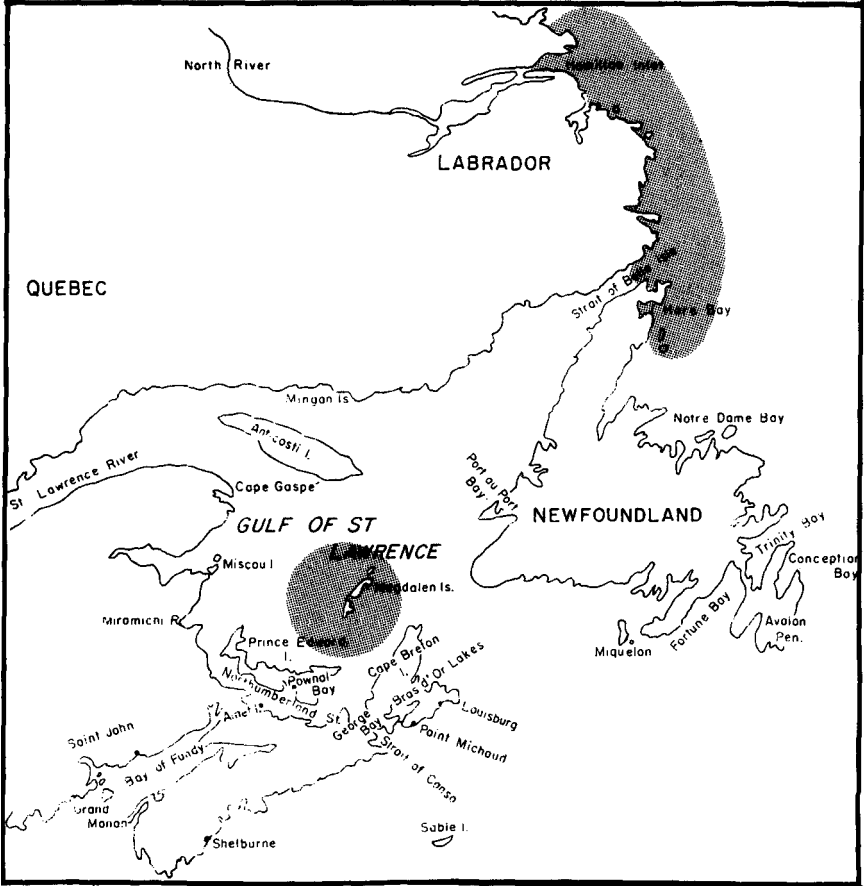 North River
Hamilton Inlet
LABRADOR
QUEBEC
Strait of Belle Isle
Hare Bay
Mingan Is.
Notre Dame Bay
Anticosti I.
St Lawrence River
Cape Gaspe'
Port au Port
Bay
NEWFOUNDLAND
GULF OF ST
LAWRENCE
Trinity Bay
Conception
Bay
Miscou I
Magdalen Is.
Miramichi R.
Fortune Bay
Avalon
Pen.
Miquelon
Prince Edward
I.
Cape Breton
I.
Pownal
Bay
Bras d'Or Lakes
Northumberland St.
Amet I.
George
Bay
Louisburg
Point Michaud
Saint John
Bay of Fundy
Strait of Canso
Grand
Manan
Sable I.
Shelburne